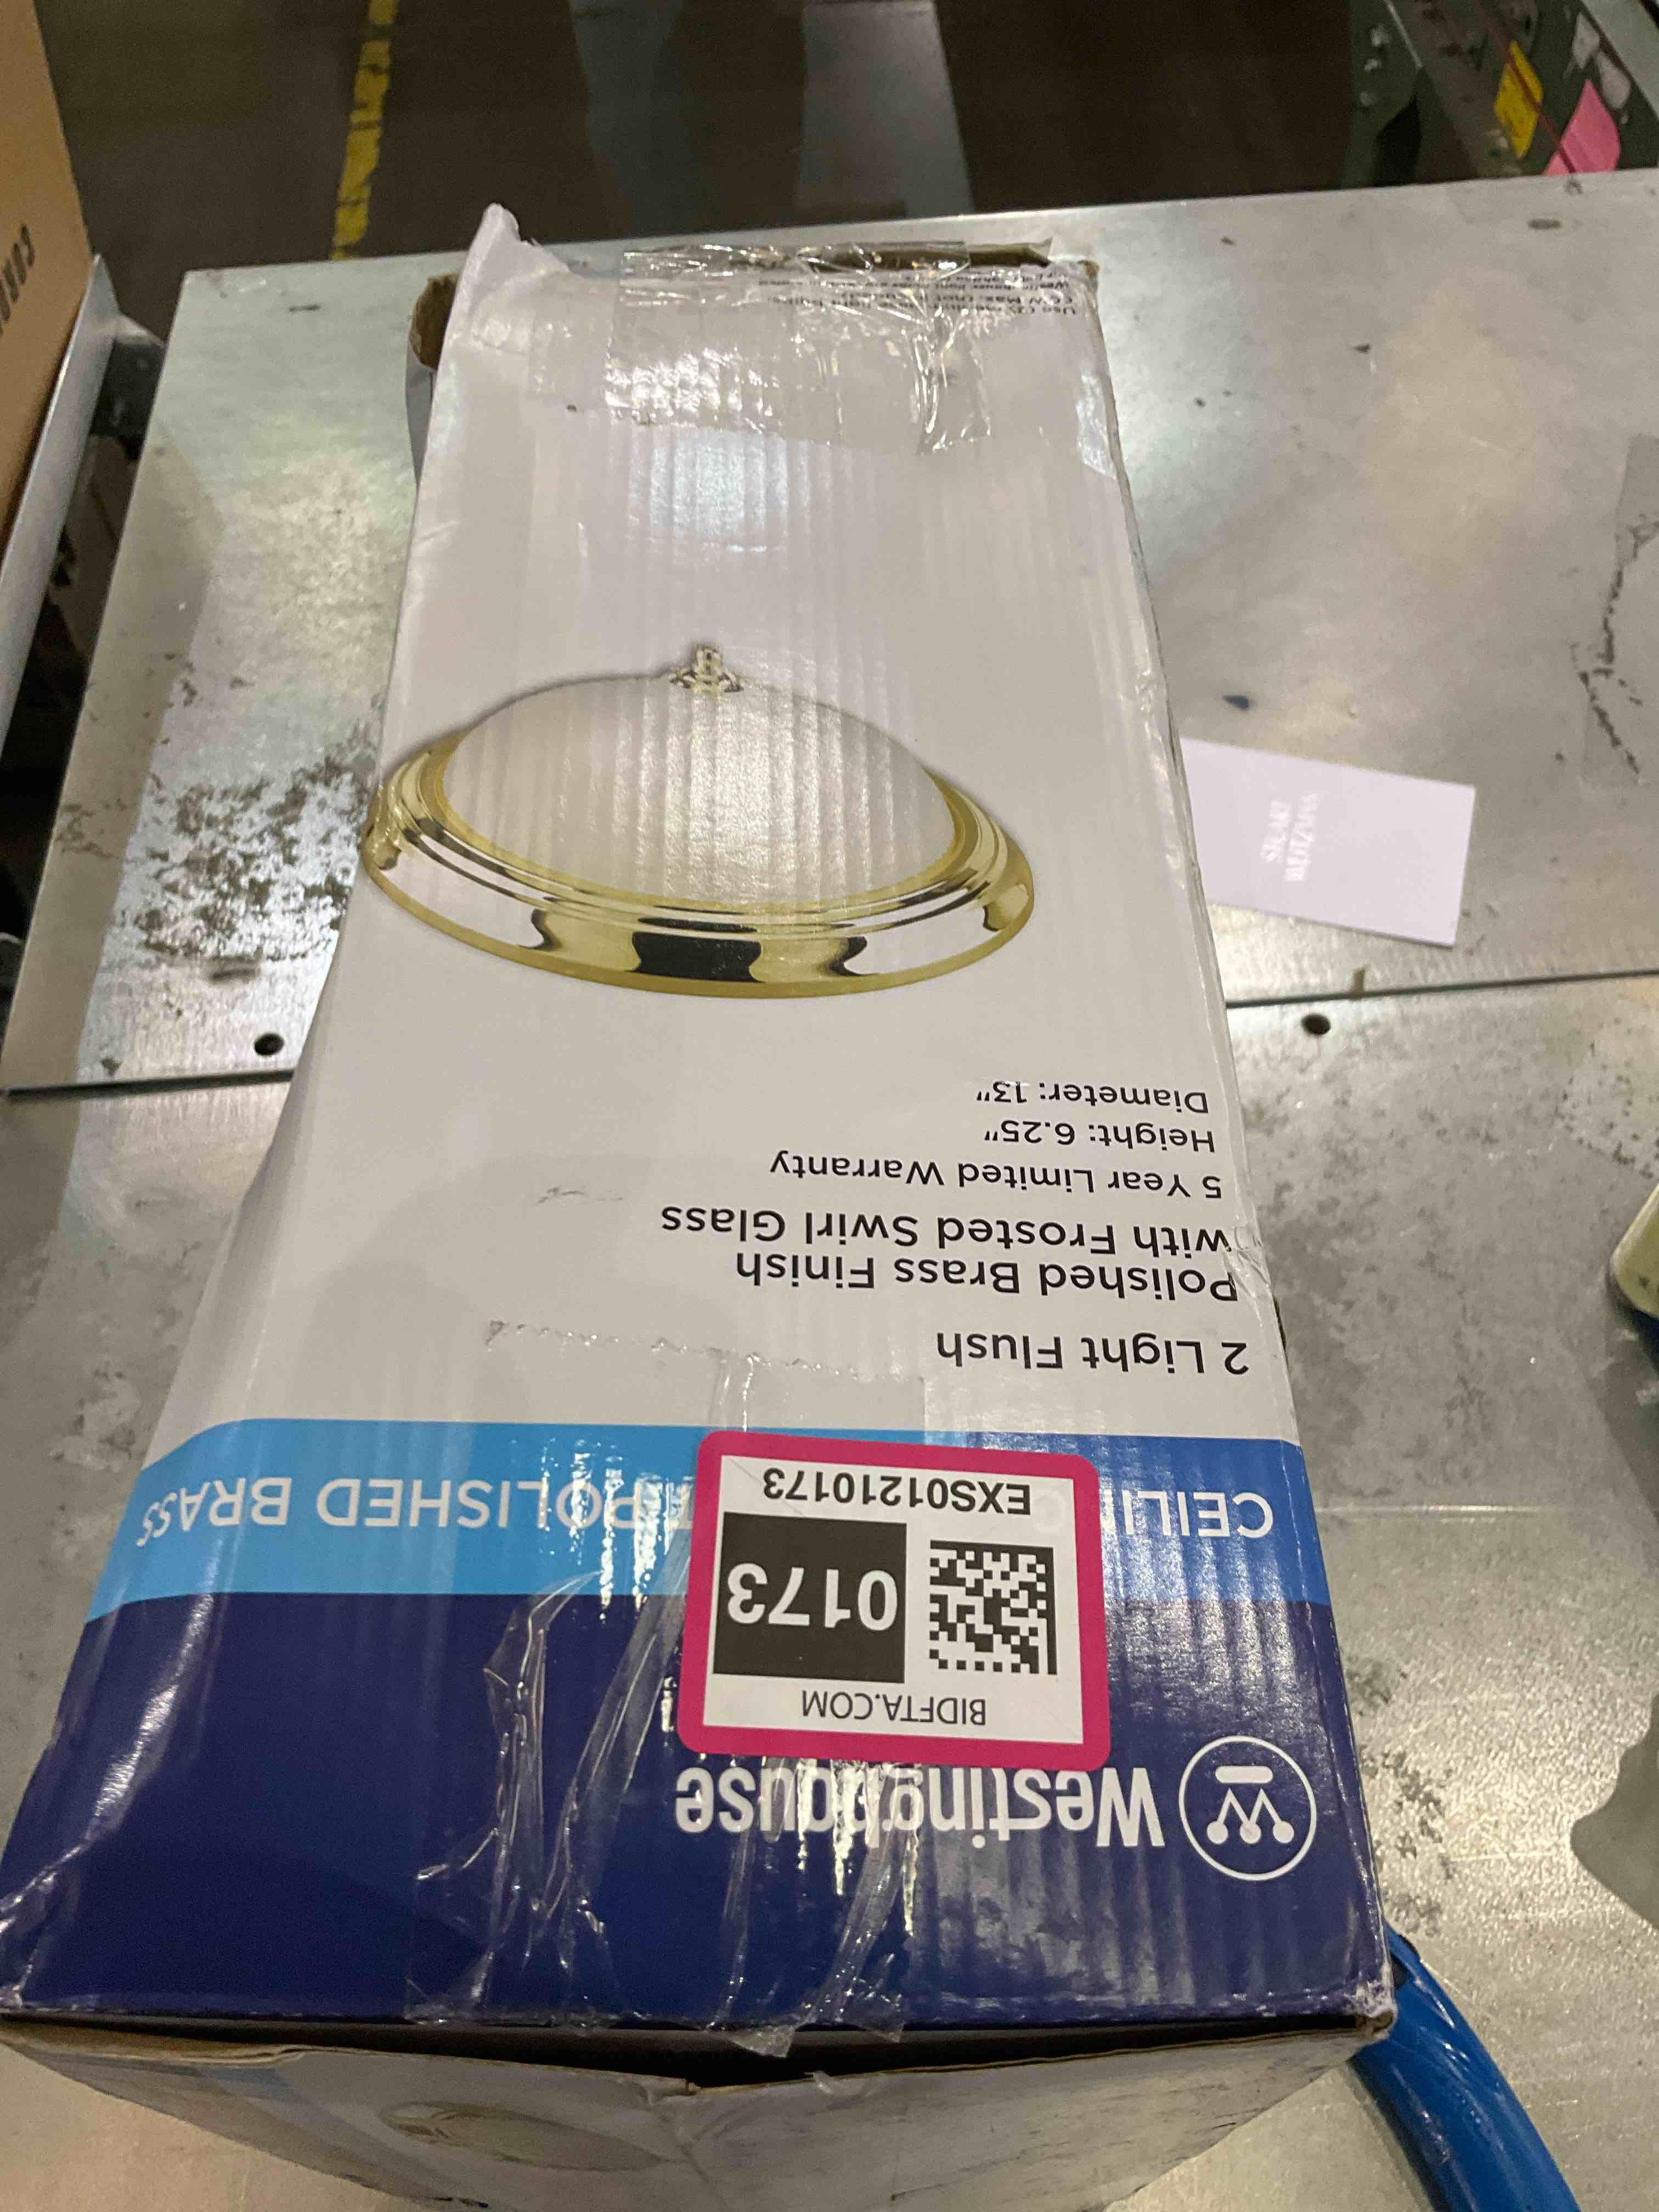 Westinghouse
BIDFTA.COM
0173
EXS01210173
CEILI POLISHED BRASS
2 Light Flush
Polished Brass Finish
with Frosted Swirl Glass
5 Year Limited Warranty
Height: 6.25"
Diameter: 13"